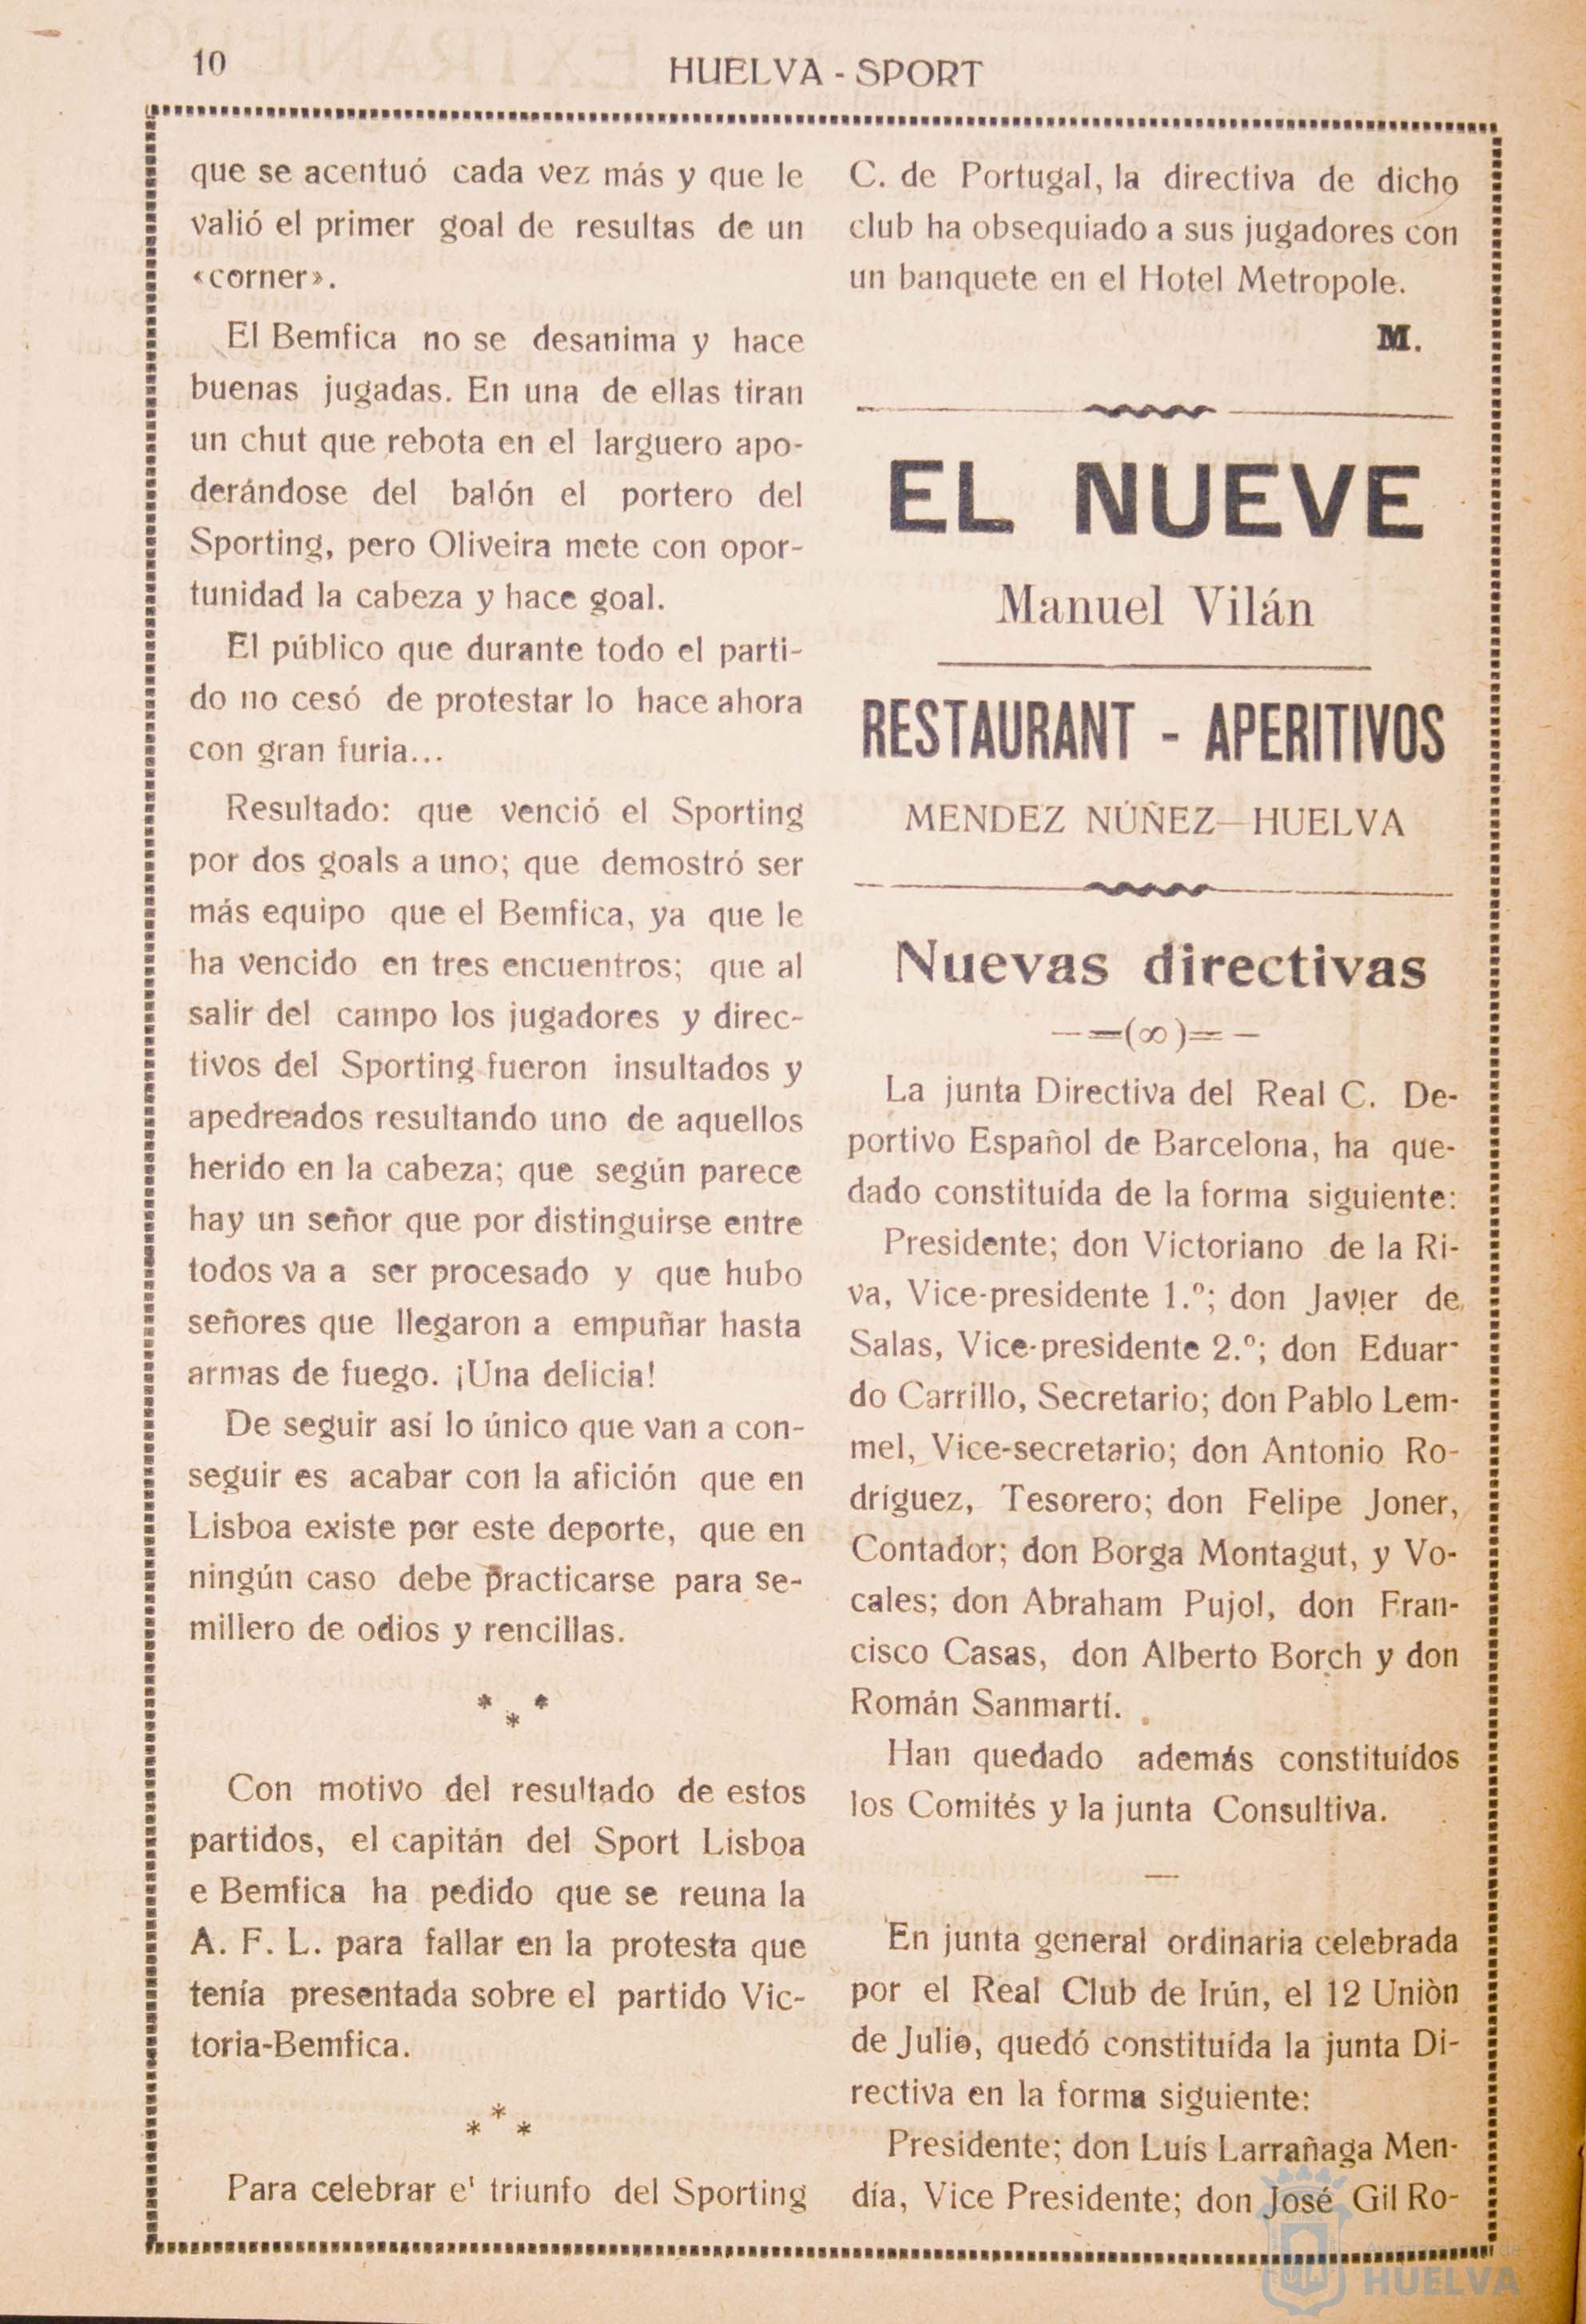 10
HUELVA - SPORT
que se acentuó cada vez más y que le
valió el primer goal de resultas de un
«corner».
El Bemfica no se desanima y hace
buenas jugadas. En una de ellas tiran
un chut que rebota en el larguero apo-
derándose del balón el portero del
Sporting, pero Oliveira mete con opor-
tunidad la cabeza y hace goal.
El público que durante todo el parti-
do no cesó de protestar lo hace ahora
con gran furia...
Resultado: que venció el Sporting
por dos goals a uno; que demostró ser
más equipo que el Bemfica, ya que le
ha vencido en tres encuentros; que al
salir del campo los jugadores y direc-
tivos del Sporting fueron insultados y
apedreados resultando uno de aquellos
herido en la cabeza; que según parece
hay un señor que por distinguirse entre
todos va a ser procesado y que hubo
señores que llegaron a empuñar hasta
armas de fuego. ¡Una delicia!
De seguir así lo único que van a con-
seguir es acabar con la afición que en
Lisboa existe por este deporte, que en
ningún caso debe practicarse para se-
millero de odios y rencillas.
* * *
Con motivo del resultado de estos
partidos, el capitán del Sport Lisboa
e Bemfica ha pedido que se reuna la
A. F. L. para fallar en la protesta que
tenía presentada sobre el partido Vic-
toria-Bemfica.
* * *
Para celebrar e' triunfo del Sporting
C. de Portugal, la directiva de dicho
club ha obsequiado a sus jugadores con
un banquete en el Hotel Metropole.
M.
EL NUEVE
Manuel Vilán
RESTAURANT - APERITIVOS
MENDEZ NÚÑEZ—HUELVA
Nuevas directivas
—=(∞)=—
La junta Directiva del Real C. De-
portivo Español de Barcelona, ha que-
dado constituída de la forma siguiente:
Presidente; don Victoriano de la Ri-
va, Vice-presidente 1.º; don Javier de
Salas, Vice-presidente 2.º; don Eduar-
do Carrillo, Secretario; don Pablo Lem-
mel, Vice-secretario; don Antonio Ro-
dríguez, Tesorero; don Felipe Joner,
Contador; don Borga Montagut, y Vo-
cales; don Abraham Pujol, don Fran-
cisco Casas, don Alberto Borch y don
Román Sanmartí.
Han quedado además constituídos
los Comités y la junta Consultiva.
En junta general ordinaria celebrada
por el Real Club de Irún, el 12 Uniòn
de Julio, quedó constituída la junta Di-
rectiva en la forma siguiente:
Presidente; don Luís Larrañaga Men-
día, Vice Presidente; don José Gil Ro-
HUELVA